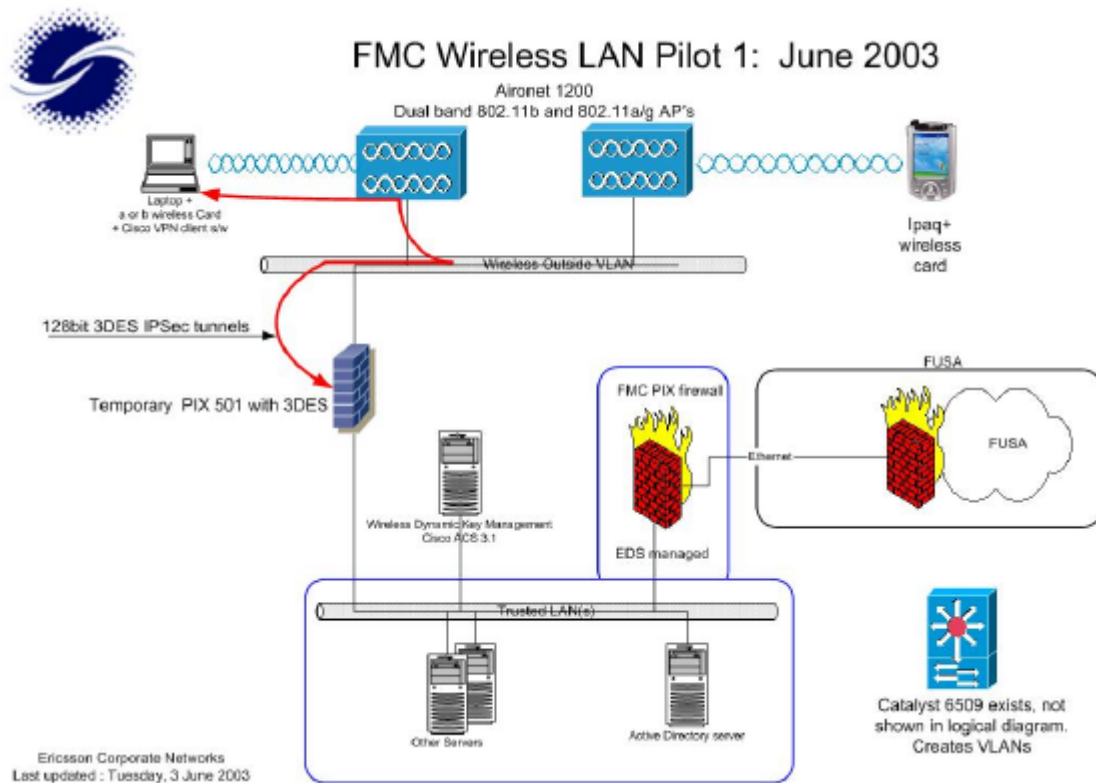 FMC Wireless LAN Pilot 1: June 2003
Aironet 1200
Dual band 802.11b and 802.11a/g AP's
Laptop +
a or b wireless Card
+ Cisco VPN client s/w
Ipaq+
wireless
card
Wireless Outside VLAN
128bit 3DES IPSec tunnels
Temporary PIX 501 with 3DES
FUSA
FMC PIX firewall
FUSA
Ethernet
Wireless Dynamic Key Management
Cisco ACS 3.1
EDS managed
Trusted LAN(s)
Other Servers
Active Directory server
Catalyst 6509 exists, not
shown in logical diagram.
Creates VLANs
Ericsson Corporate Networks
Last updated : Tuesday, 3 June 2003